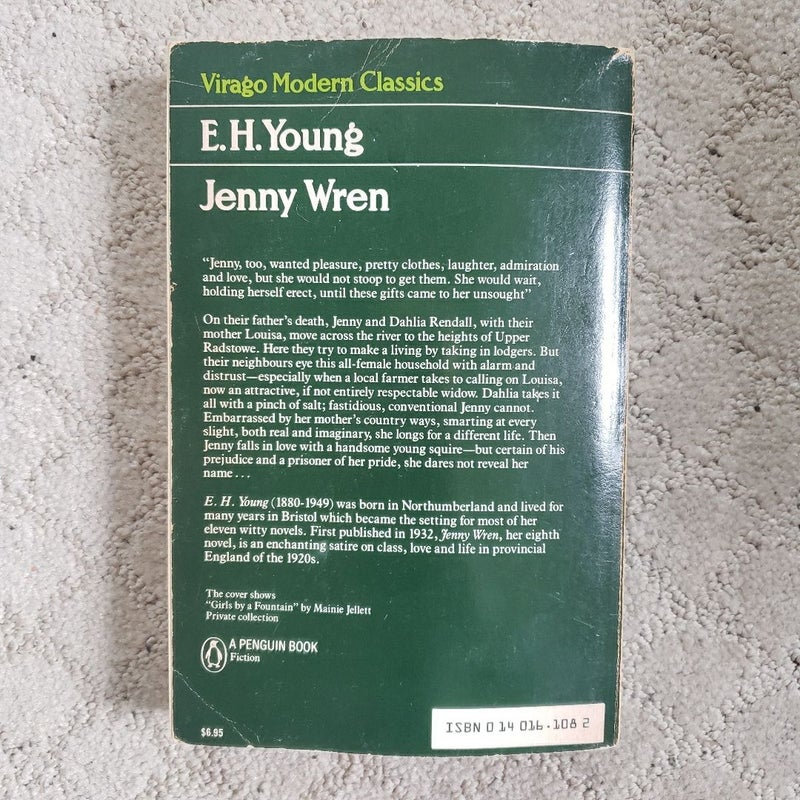 Virago Modern Classics
E.H.Young
Jenny Wren
“Jenny, too, wanted pleasure, pretty clothes, laughter, admiration
and love, but she would not stoop to get them. She would wait,
holding herself erect, until these gifts came to her unsought”
On their father’s death, Jenny and Dahlia Rendall, with their
mother Louisa, move across the river to the heights of Upper
Radstowe. Here they try to make a living by taking in lodgers. But
their neighbours eye this all-female household with alarm and
distrust—especially when a local farmer takes to calling on Louisa,
now an attractive, if not entirely respectable widow. Dahlia takes it
all with a pinch of salt; fastidious, conventional Jenny cannot.
Embarrassed by her mother’s country ways, smarting at every
slight, both real and imaginary, she longs for a different life. Then
Jenny falls in love with a handsome young squire—but certain of his
prejudice and a prisoner of her pride, she dares not reveal her
name...
E. H. Young (1880-1949) was born in Northumberland and lived for
many years in Bristol which became the setting for most of her
eleven witty novels. First published in 1932, Jenny Wren, her eighth
novel, is an enchanting satire on class, love and life in provincial
England of the 1920s.
The cover shows
“Girls by a Fountain” by Mainie Jellett
Private collection
A PENGUIN BOOK
Fiction
$6.95
ISBN 0 14 016·108 2